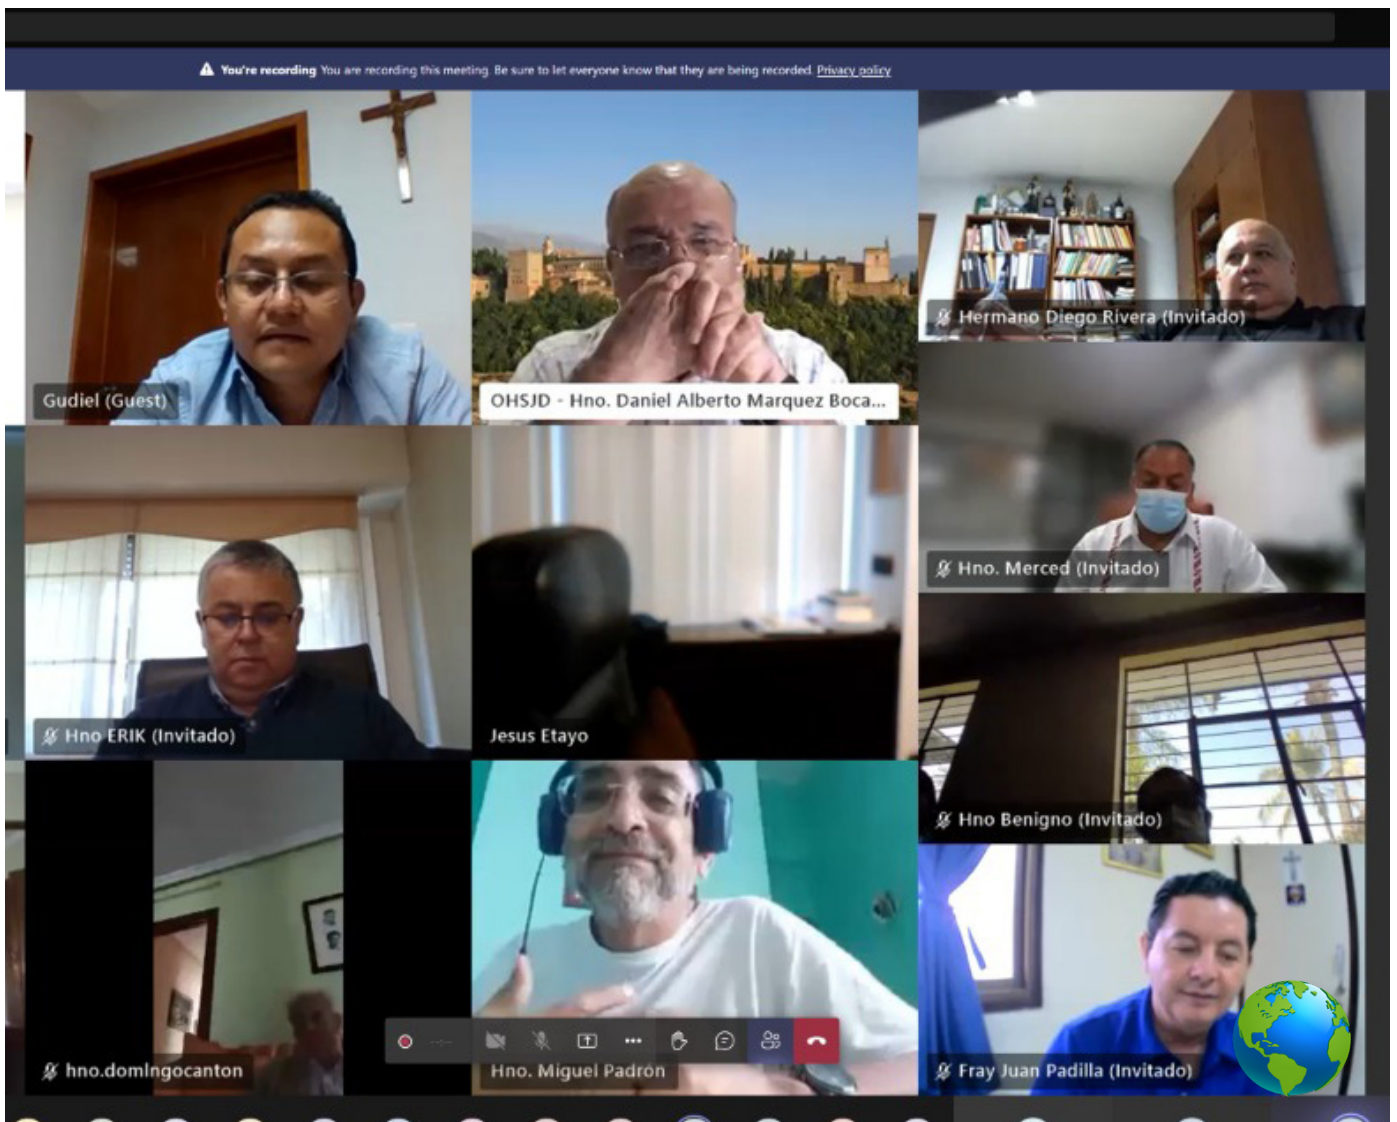 You're recording You are recording this meeting. Be sure to let everyone know that they are being recorded. Privacy policy
Gudiel (Guest)
OHSJD - Hno. Daniel Alberto Marquez Boca...
Hermano Diego Rivera (Invitado)
Hno. Merced (Invitado)
Hno ERIK (Invitado)
Jesus Etayo
Hno Benigno (Invitado)
hno.domingocanton
Hno. Miguel Padrón
Fray Juan Padilla (Invitado)